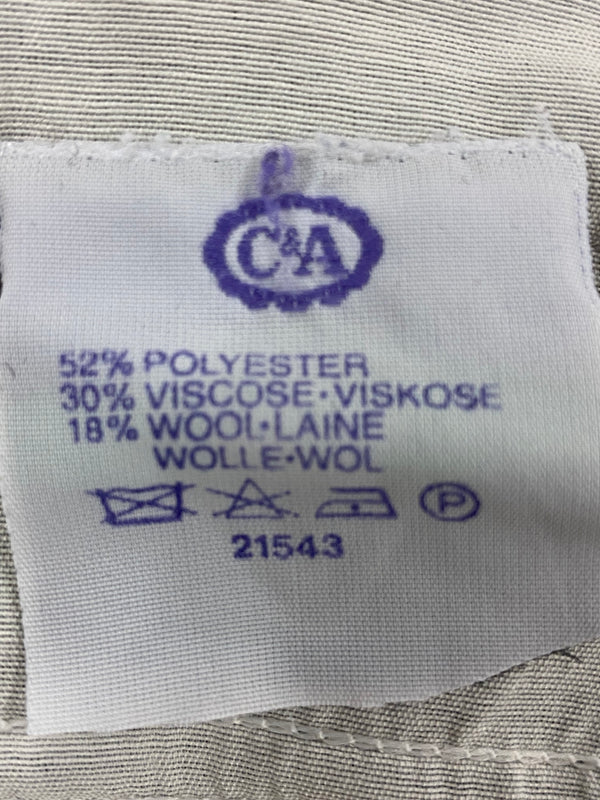 C&A
52% POLYESTER
30% VISCOSE·VISKOSE
18% WOOL·LAINE
WOLLE·WOL
P
21543